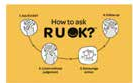 How to ask
R U OK?
1. Ask R U OK?
4. Follow up
2. Listen without
judgement
3. Encourage
action